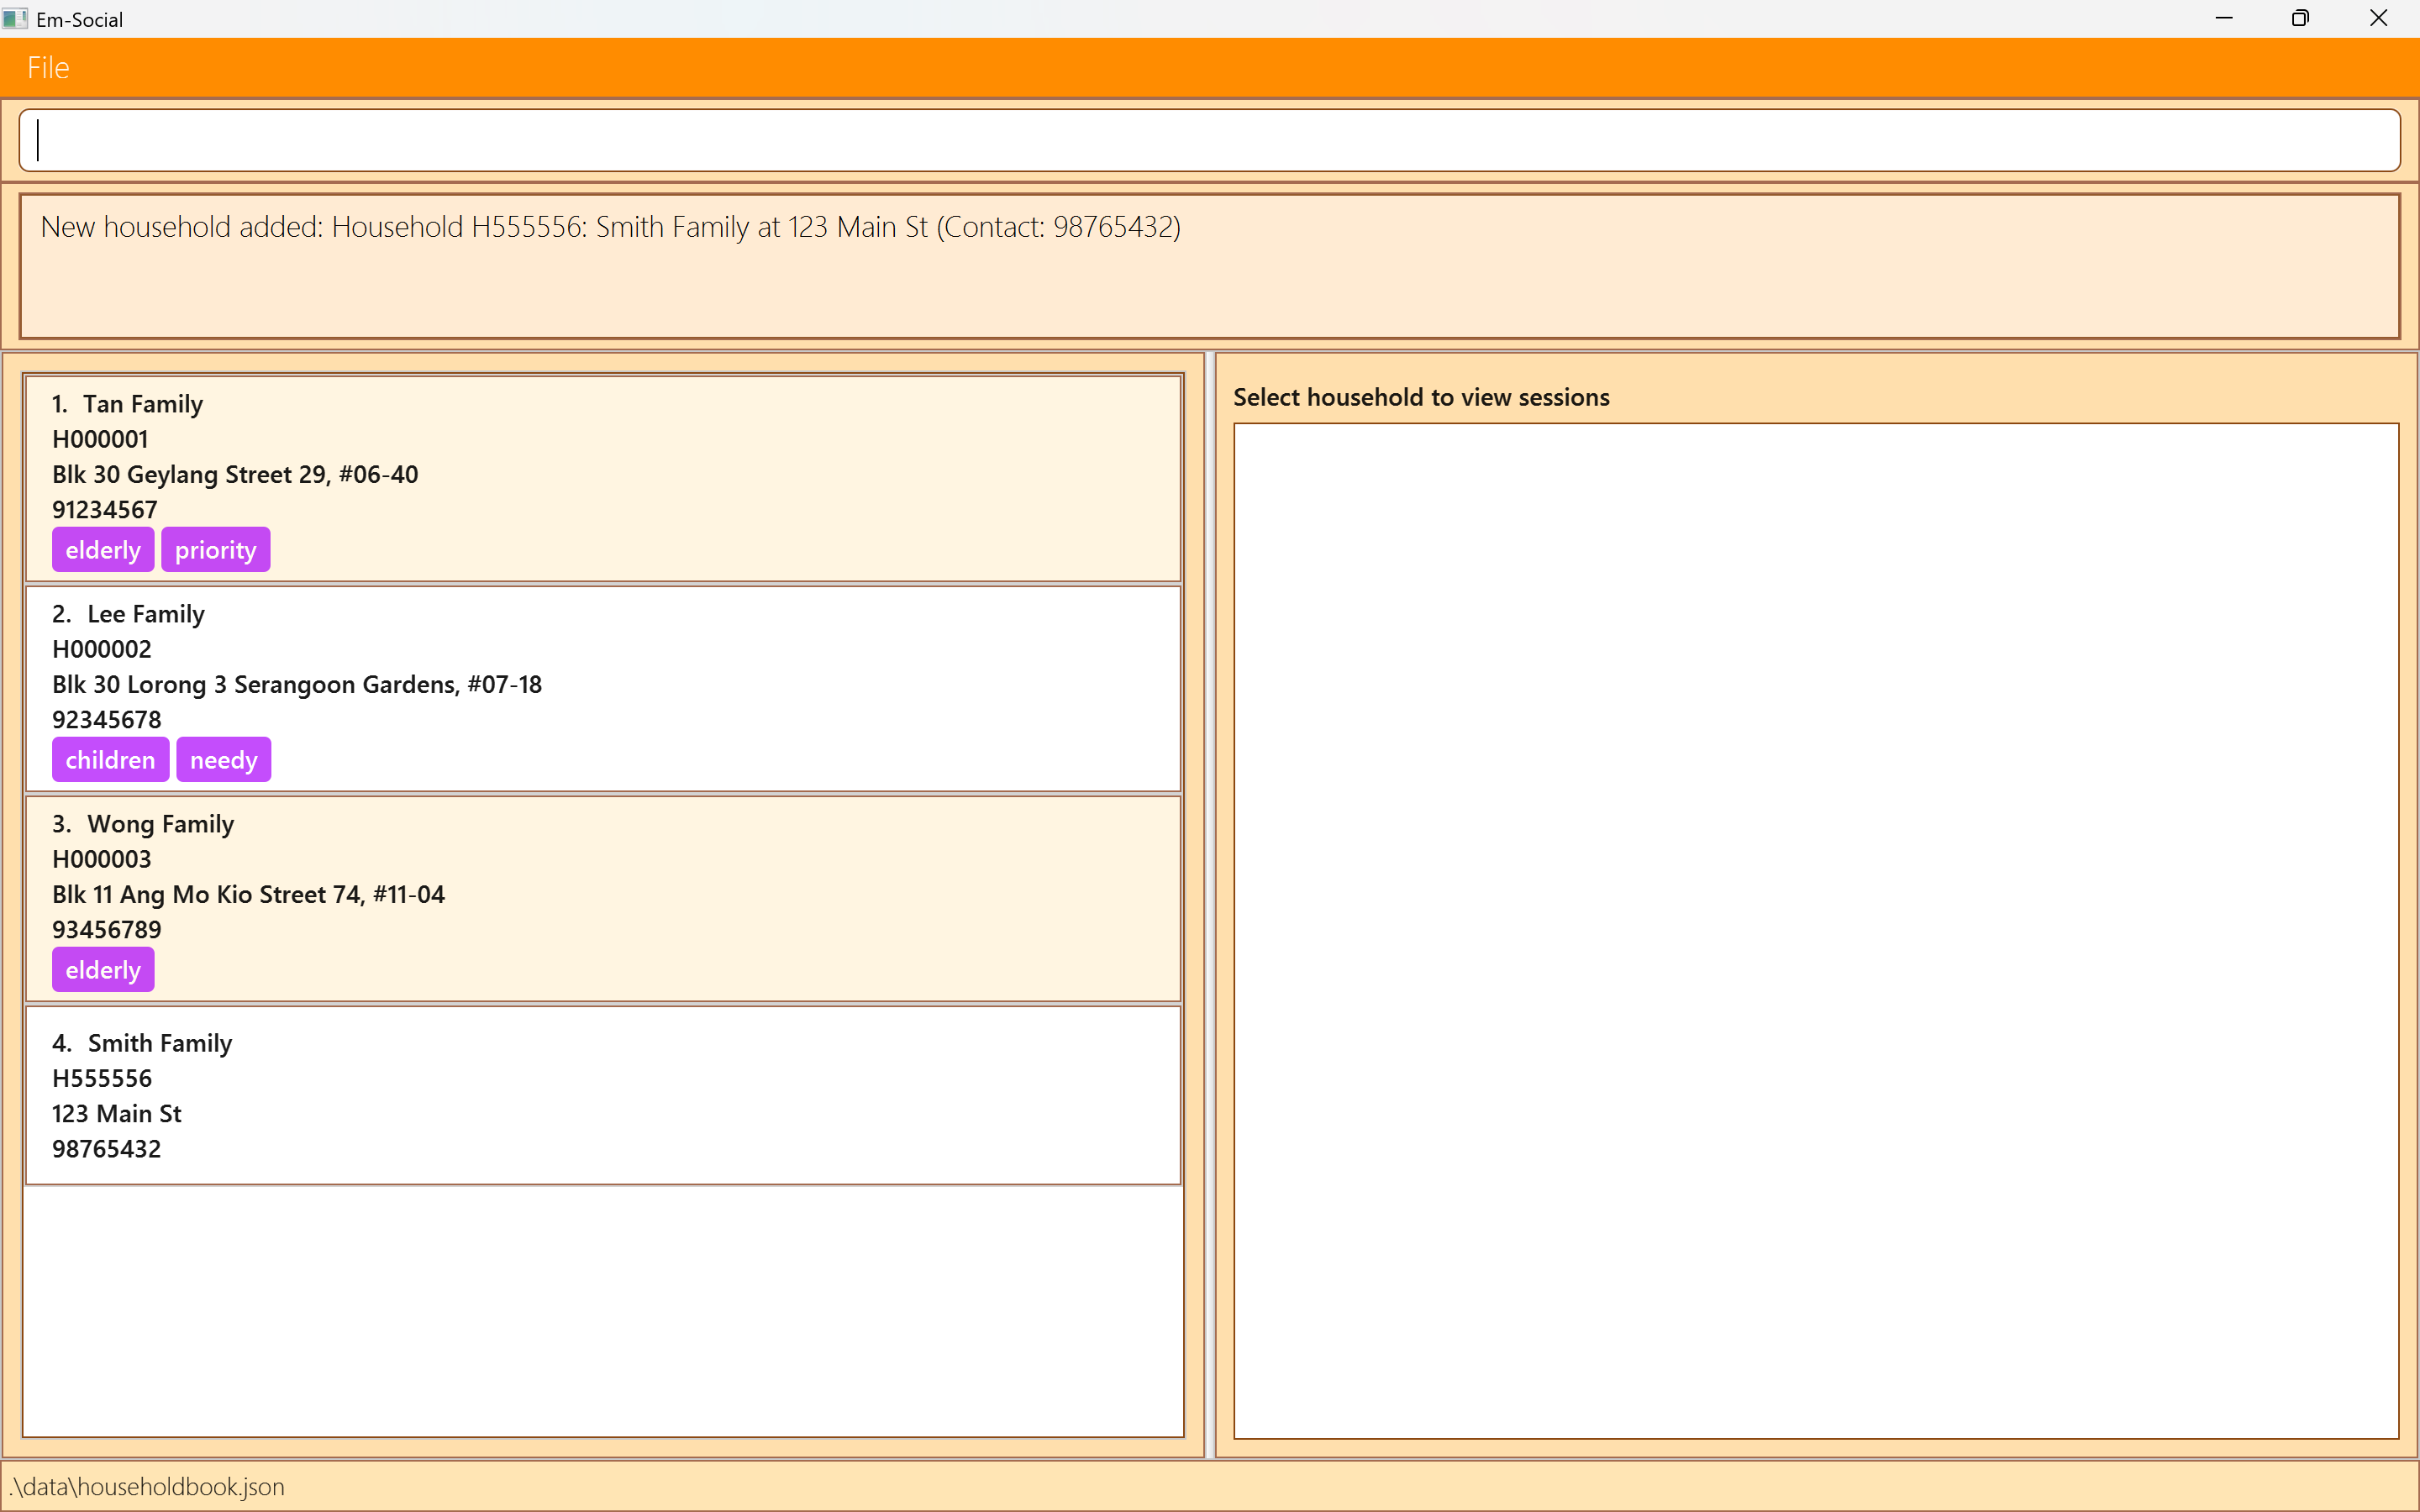 Em-Social
File
New household added: Household H555556: Smith Family at 123 Main St (Contact: 98765432)
1. Tan Family
H000001
Blk 30 Geylang Street 29, #06-40
91234567
elderly priority
2. Lee Family
H000002
Blk 30 Lorong 3 Serangoon Gardens, #07-18
92345678
children needy
3. Wong Family
H000003
Blk 11 Ang Mo Kio Street 74, #11-04
93456789
elderly
4. Smith Family
H555556
123 Main St
98765432
Select household to view sessions
.\data\householdbook.json